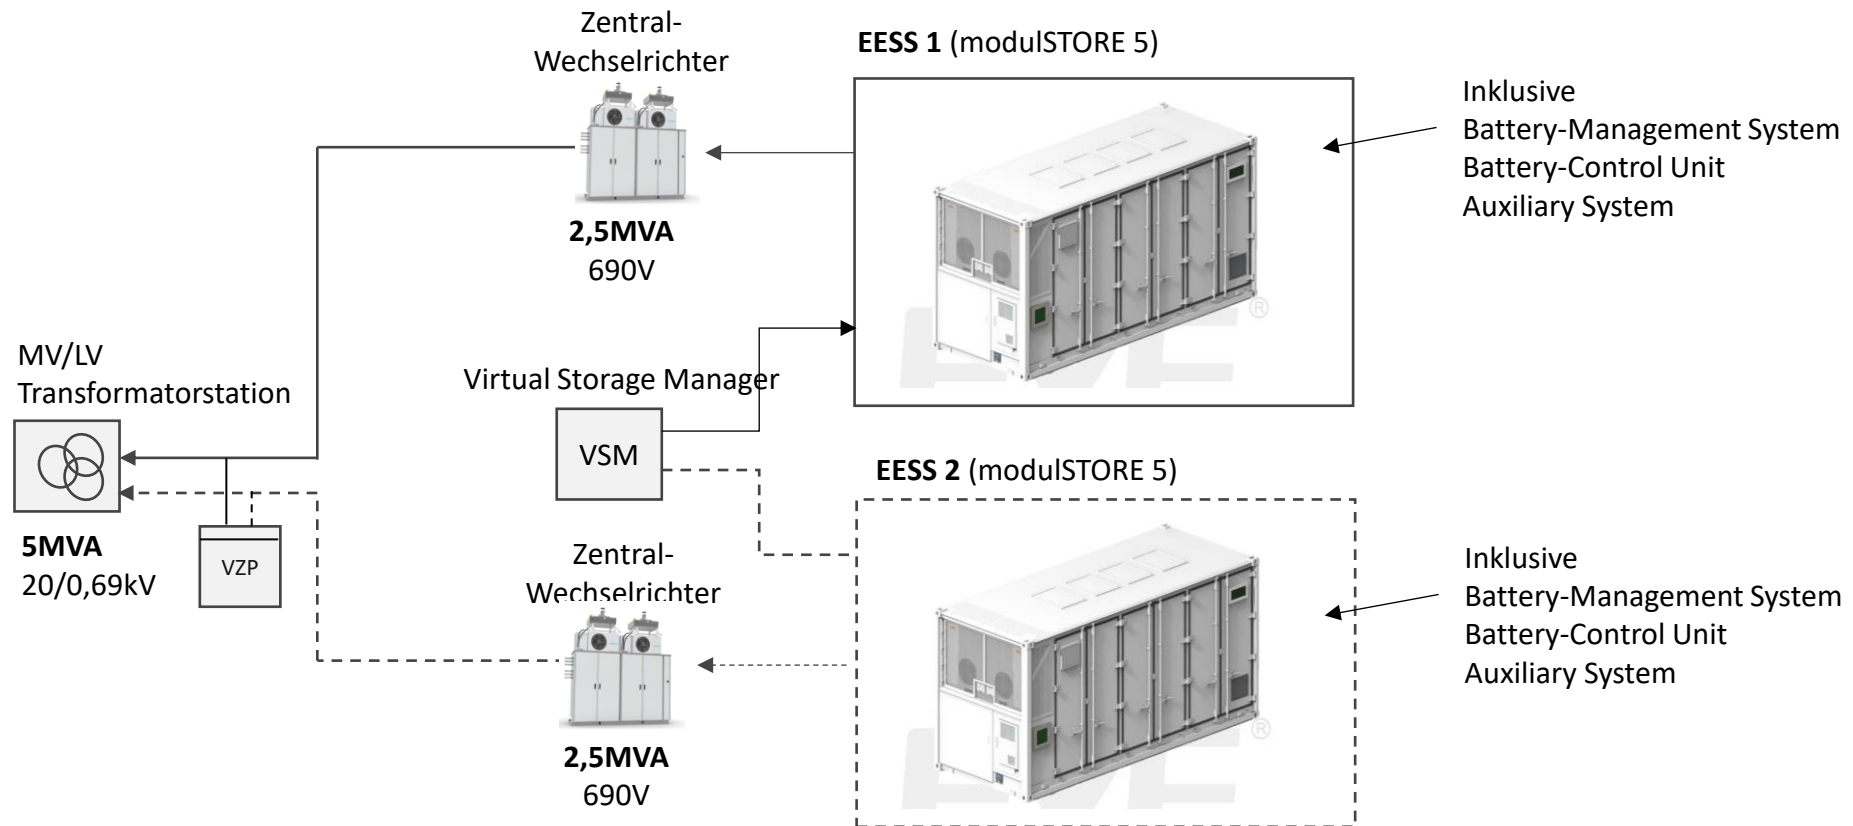 Zentral-
Wechselrichter
2,5MVA
690V
EESS 1 (modulSTORE 5)
Inklusive
Battery-Management System
Battery-Control Unit
Auxiliary System
MV/LV
Transformatorstation
5MVA
20/0,69kV
VZP
Virtual Storage Manager
VSM
EESS 2 (modulSTORE 5)
Zentral-
Wechselrichter
2,5MVA
690V
Inklusive
Battery-Management System
Battery-Control Unit
Auxiliary System